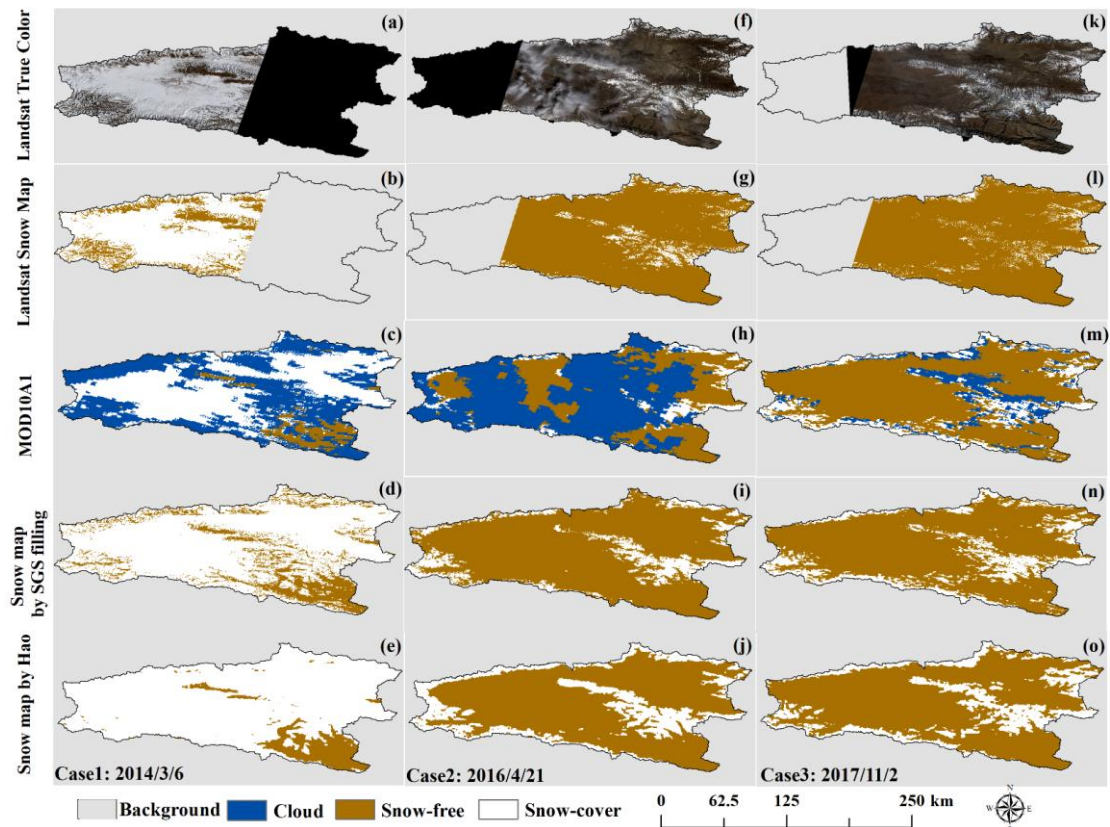 Landsat True Color
(a)
(f)
(k)
Landsat Snow Map
(b)
(g)
(l)
MOD10A1
(c)
(h)
(m)
Snow map
by SGS filling
(d)
(i)
(n)
Snow map by Hao
(e)
(j)
(o)
Case1: 2014/3/6
Case2: 2016/4/21
Case3: 2017/11/2
Background
Cloud
Snow-free
Snow-cover
0 62.5 125 250 km
N
W E
S